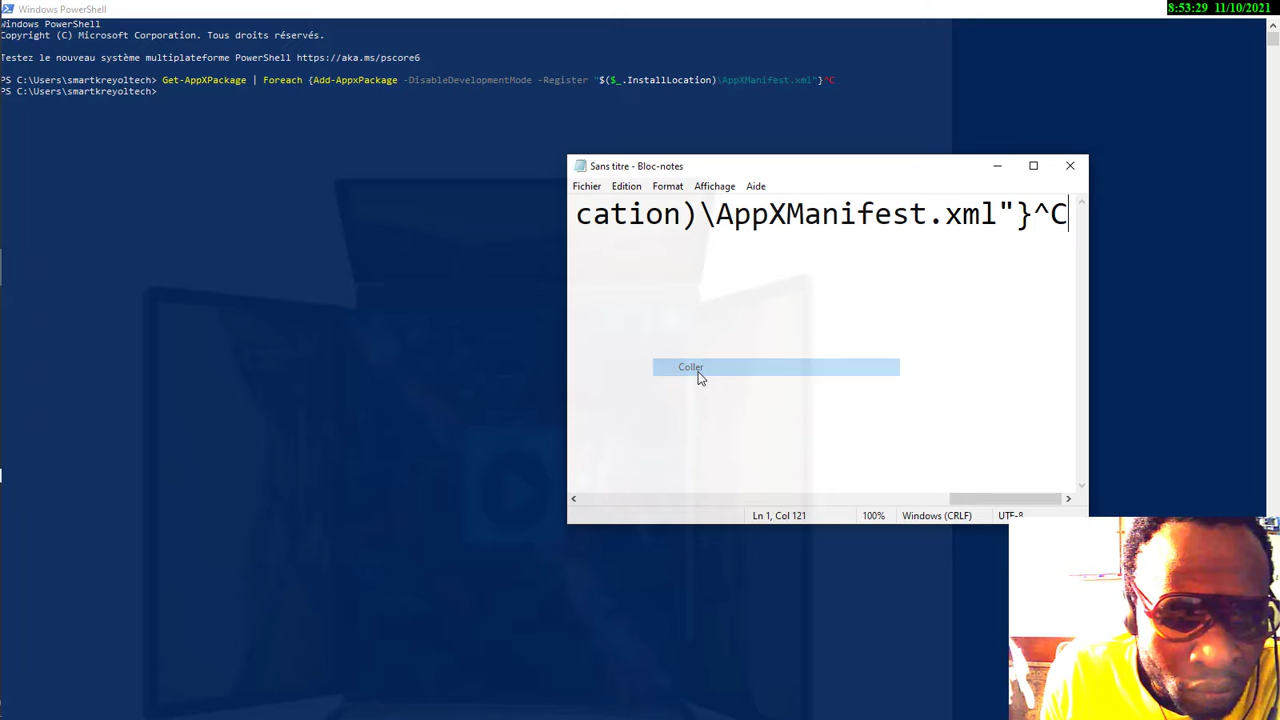 Windows PowerShell
8:53:29 11/10/2021
Windows PowerShell
Copyright (C) Microsoft Corporation. Tous droits réservés.
Testez le nouveau système multiplateforme PowerShell https://aka.ms/pscore6
PS C:\Users\smartkreyoltech> Get-AppXPackage | Foreach {Add-AppxPackage -DisableDevelopmentMode -Register "$($_.InstallLocation)\AppXManifest.xml"}^C
PS C:\Users\smartkreyoltech>
Sans titre - Bloc-notes
Fichier Edition Format Affichage Aide
cation)\AppXManifest.xml"}^C
Coller
Ln 1, Col 121 100% Windows (CRLF) UTF-8